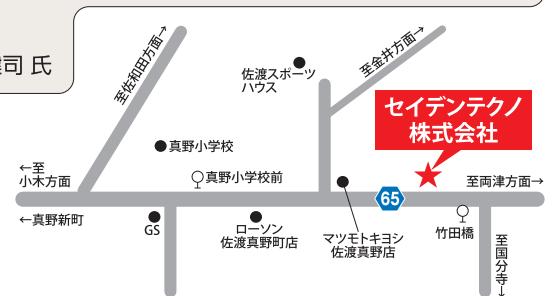 司 氏
至佐和田方面→
至金井方面→
佐渡スポーツ
ハウス
セイデンテクノ
株式会社
真野小学校
←至
小木方面
真野小学校前
至両津方面→
65
←真野新町
GS
ローソン
佐渡真野町店
マツモトキヨシ
佐渡真野店
竹田橋
至国分寺→